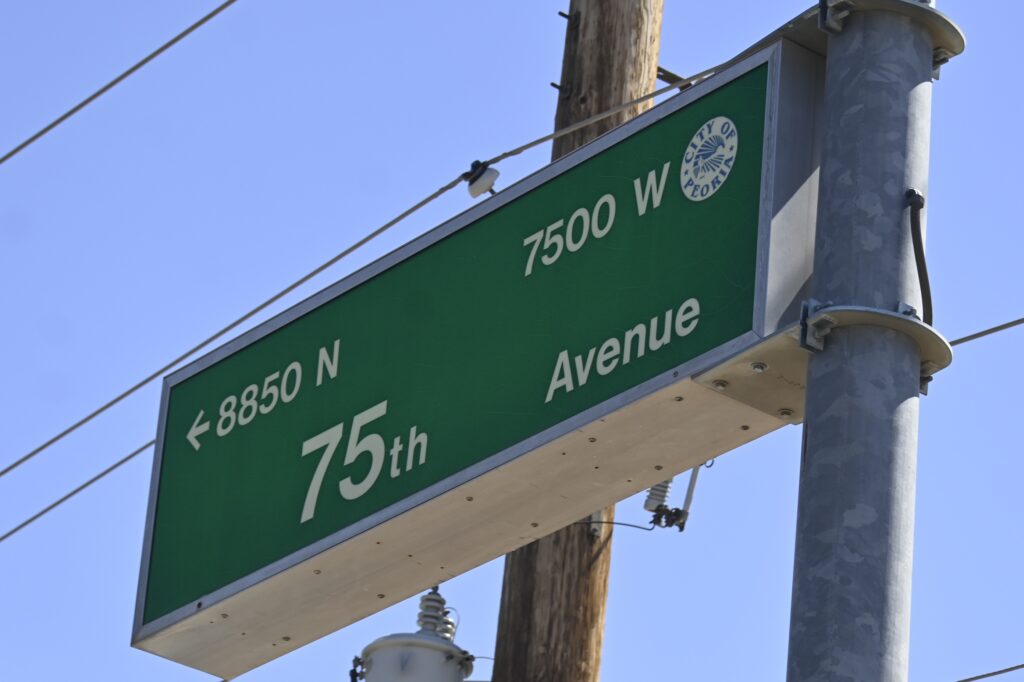 7500 W
CITY OF PEORIA
← 8850 N
75th Avenue